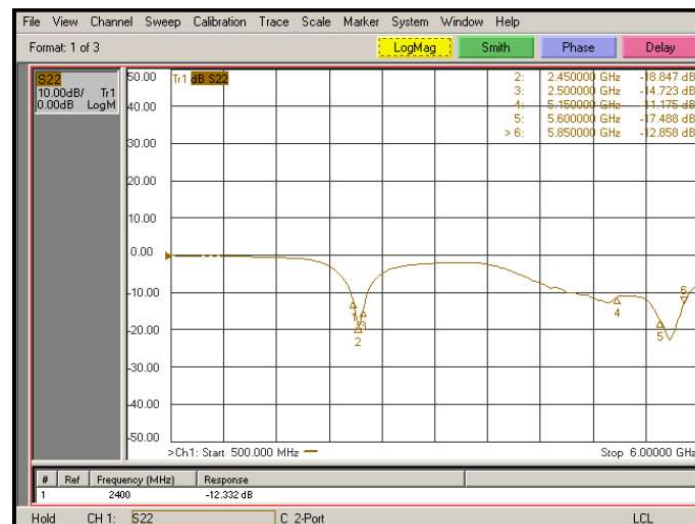 File View Channel Sweep Calibration Trace Scale Marker System Window Help
Format: 1 of 3 LogMag Smith Phase Delay
S22
10.00dB/ Tr1
0.00dB LogM
50.00
40.00
30.00
20.00
10.00
0.00
-10.00
-20.00
-30.00
-40.00
-50.00
Tr1 dB S22
2: 2.450000 GHz -18.847 dB
3: 2.500000 GHz -14.723 dB
4: 5.150000 GHz -11.175 dB
5: 5.600000 GHz -17.488 dB
> 6: 5.850000 GHz -12.858 dB
1
2
3
4
5
6
>Ch1: Start 500.000 MHz Stop 6.00000 GHz
# Ref Frequency (MHz) Response
1 2400 -12.332 dB
Hold CH 1: S22 C 2-Port LCL